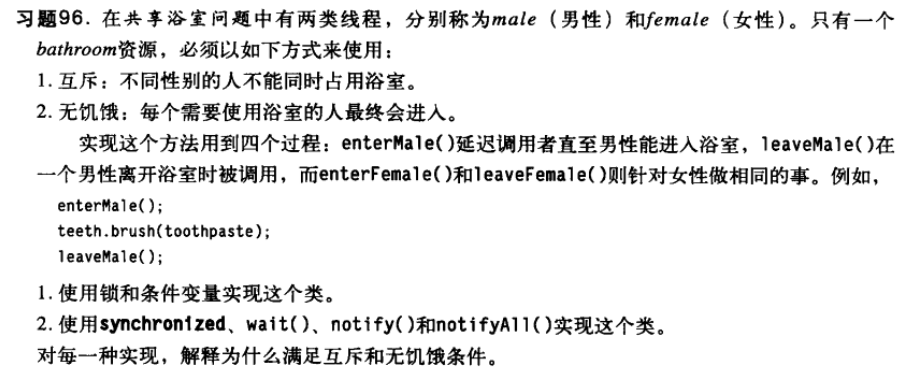 习题96. 在共享浴室问题中有两类线程，分别称为male（男性）和female（女性）。只有一个
bathroom资源，必须以如下方式来使用：
1. 互斥：不同性别的人不能同时占用浴室。
2. 无饥饿：每个需要使用浴室的人最终会进入。
实现这个方法用到四个过程：enterMale()延迟调用者直至男性能进入浴室，leaveMale()在
一个男性离开浴室时被调用，而enterFemale()和leaveFemale()则针对女性做相同的事。例如，
enterMale();
teeth.brush(toothpaste);
leaveMale();
1. 使用锁和条件变量实现这个类。
2. 使用synchronized、wait()、notify()和notifyAll()实现这个类。
对每一种实现，解释为什么满足互斥和无饥饿条件。